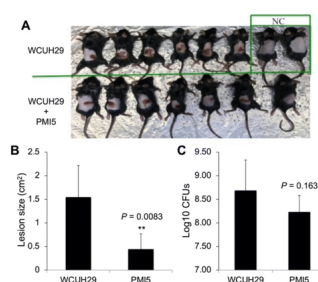 A
NC
WCUH29
WCUH29
+
PMI5
B
C
Lesion size (cm2)
2.5
2
1.5
1
0.5
0
P = 0.0083
**
WCUH29
PMI5
Log10 CFUs
9.50
9.00
8.50
8.00
7.50
7.00
P = 0.163
WCUH29
PMI5